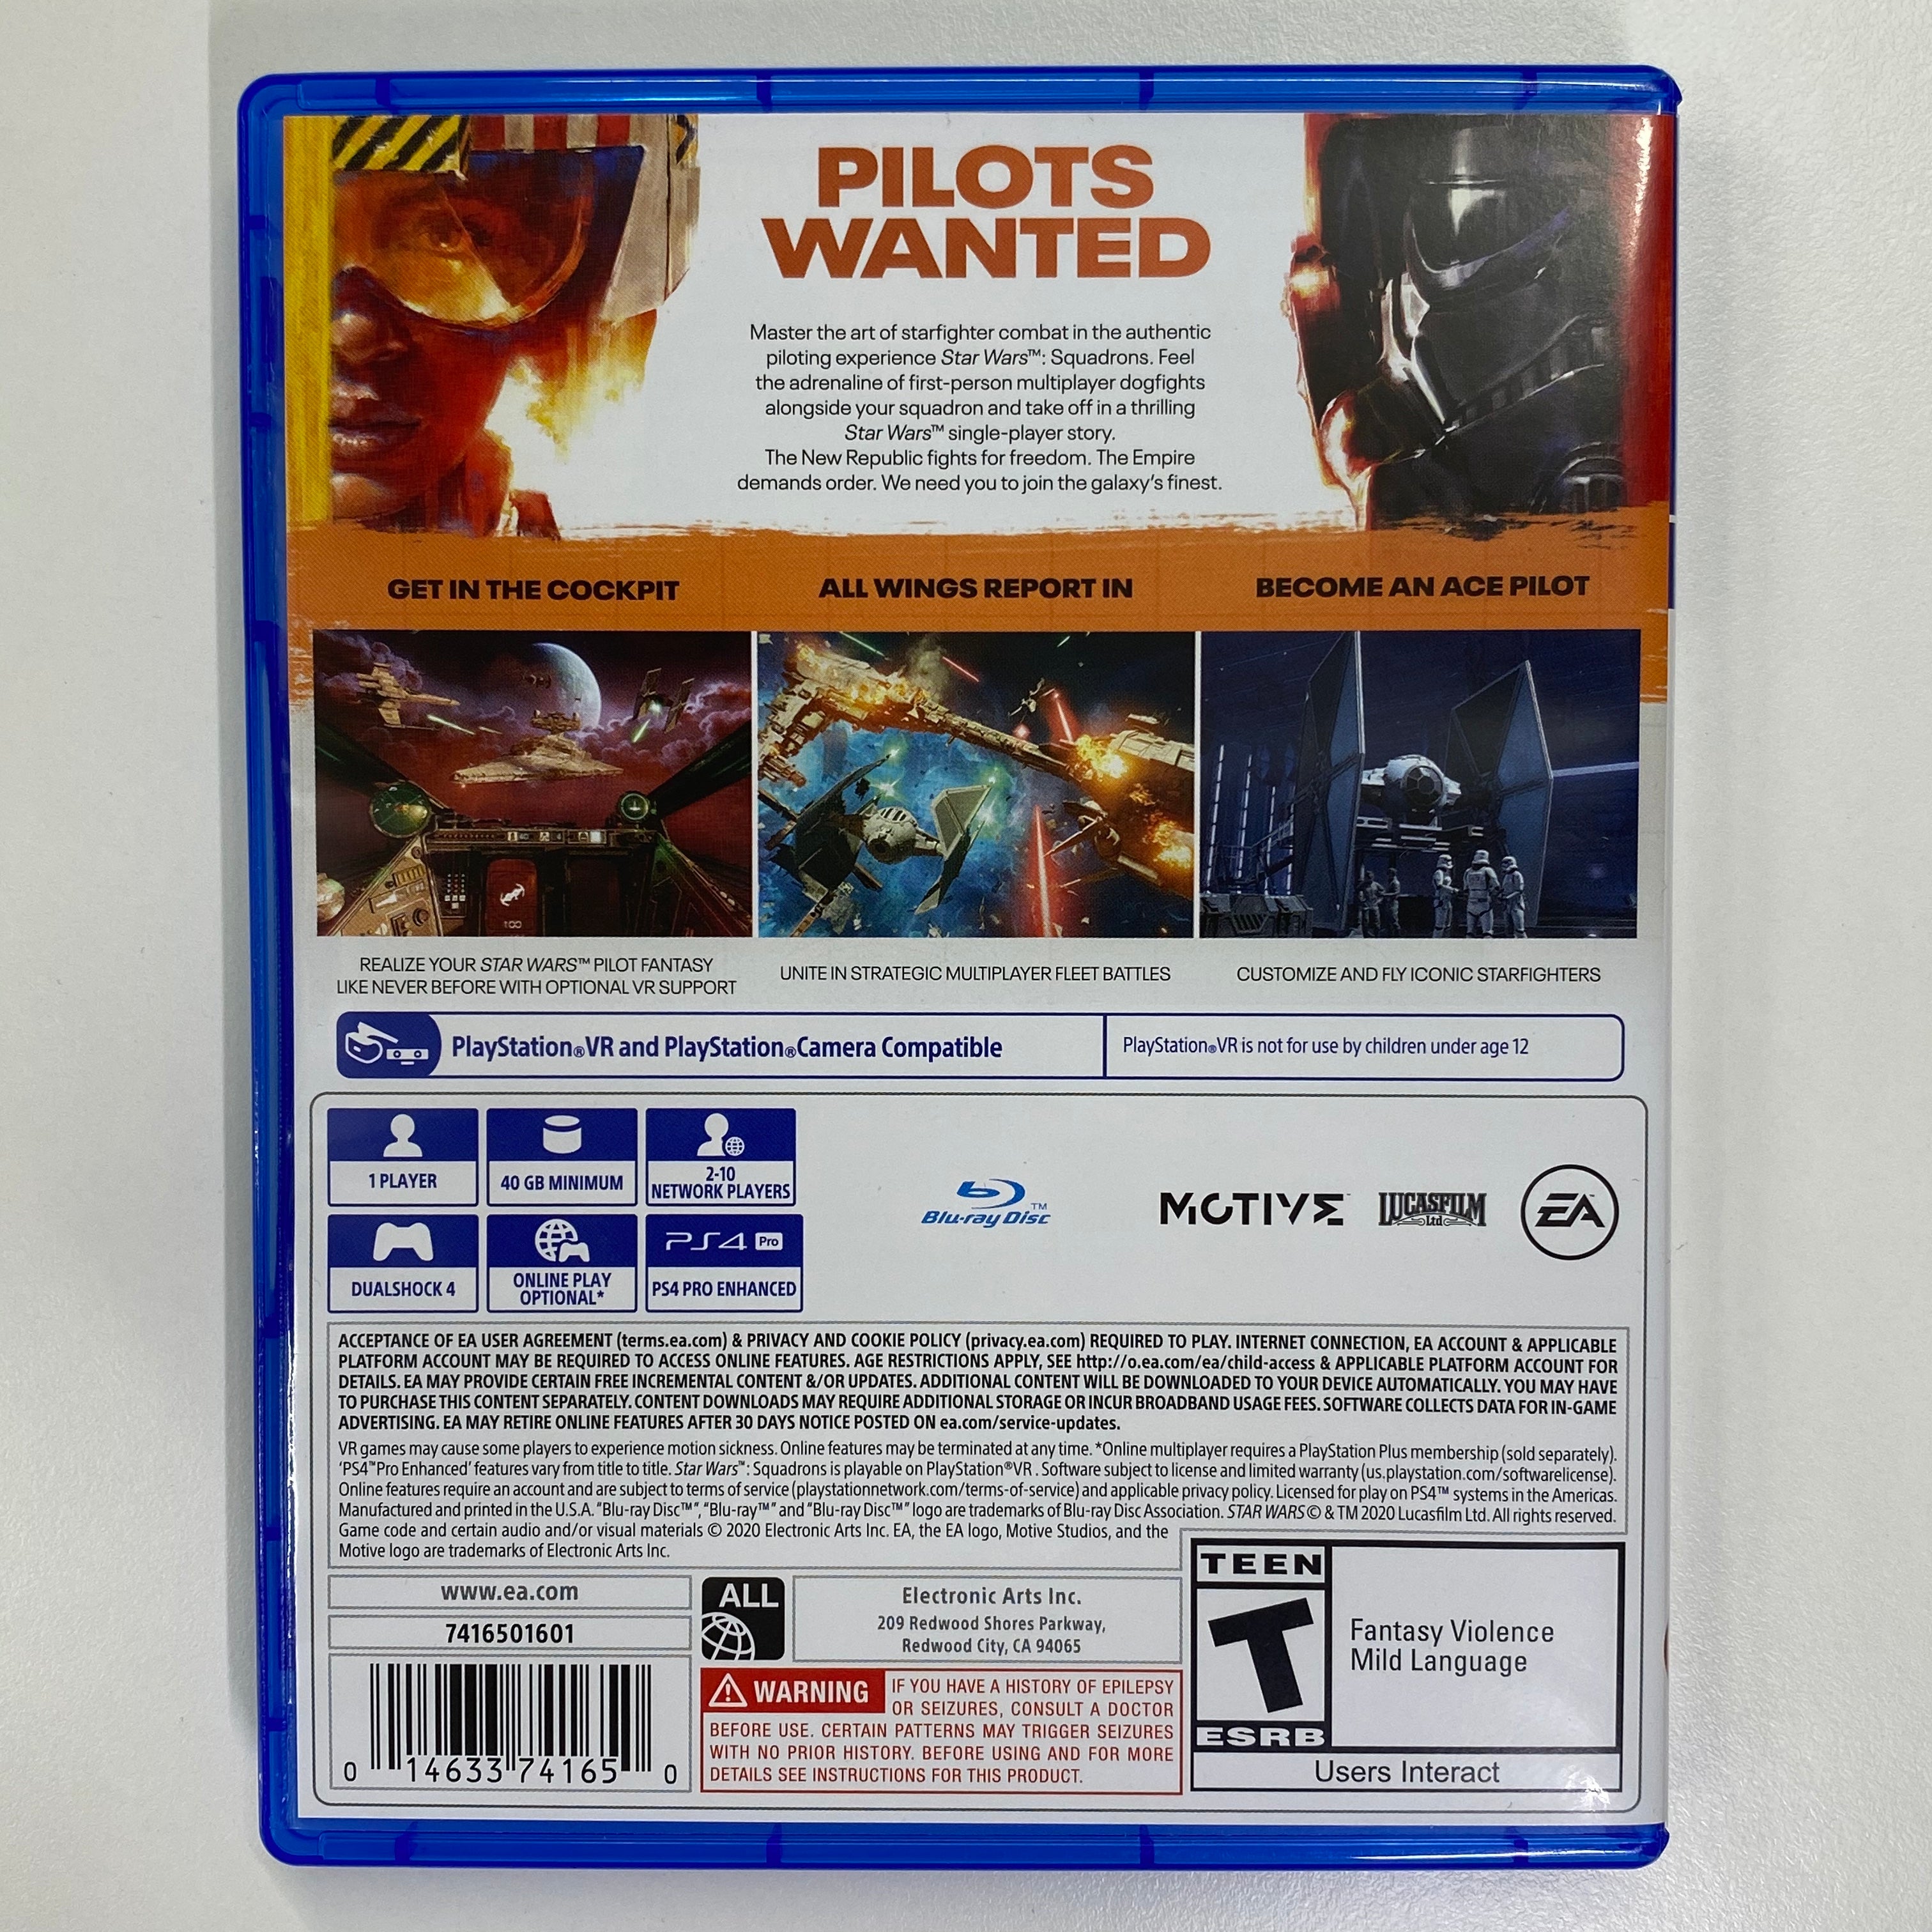 PILOTS
WANTED
Master the art of starfighter combat in the authentic
piloting experience Star Wars™: Squadrons. Feel
the adrenaline of first-person multiplayer dogfights
alongside your squadron and take off in a thrilling
Star Wars™ single-player story.
The New Republic fights for freedom. The Empire
demands order. We need you to join the galaxy's finest.
GET IN THE COCKPIT
ALL WINGS REPORT IN
BECOME AN ACE PILOT
100
REALIZE YOUR STAR WARS™ PILOT FANTASY
LIKE NEVER BEFORE WITH OPTIONAL VR SUPPORT
UNITE IN STRATEGIC MULTIPLAYER FLEET BATTLES
CUSTOMIZE AND FLY ICONIC STARFIGHTERS
PlayStation®VR and PlayStation®Camera Compatible
PlayStation®VR is not for use by children under age 12
1 PLAYER
40 GB MINIMUM
2-10
NETWORK PLAYERS
DUALSHOCK 4
ONLINE PLAY
OPTIONAL*
PS4 Pro
PS4 PRO ENHANCED
Blu-ray Disc™
MOTIVE™
LUCASFILM
Ltd
EA
ACCEPTANCE OF EA USER AGREEMENT (terms.ea.com) & PRIVACY AND COOKIE POLICY (privacy.ea.com) REQUIRED TO PLAY. INTERNET CONNECTION, EA ACCOUNT & APPLICABLE
PLATFORM ACCOUNT MAY BE REQUIRED TO ACCESS ONLINE FEATURES. AGE RESTRICTIONS APPLY, SEE http://o.ea.com/ea/child-access & APPLICABLE PLATFORM ACCOUNT FOR
DETAILS. EA MAY PROVIDE CERTAIN FREE INCREMENTAL CONTENT &/OR UPDATES. ADDITIONAL CONTENT WILL BE DOWNLOADED TO YOUR DEVICE AUTOMATICALLY. YOU MAY HAVE
TO PURCHASE THIS CONTENT SEPARATELY. CONTENT DOWNLOADS MAY REQUIRE ADDITIONAL STORAGE OR INCUR BROADBAND USAGE FEES. SOFTWARE COLLECTS DATA FOR IN-GAME
ADVERTISING. EA MAY RETIRE ONLINE FEATURES AFTER 30 DAYS NOTICE POSTED ON ea.com/service-updates.
VR games may cause some players to experience motion sickness. Online features may be terminated at any time. *Online multiplayer requires a PlayStation Plus membership (sold separately).
'PS4™Pro Enhanced' features vary from title to title. Star Wars™: Squadrons is playable on PlayStation®VR. Software subject to license and limited warranty (us.playstation.com/softwarelicense).
Online features require an account and are subject to terms of service (playstationnetwork.com/terms-of-service) and applicable privacy policy. Licensed for play on PS4™ systems in the Americas.
Manufactured and printed in the U.S.A. "Blu-ray Disc™", "Blu-ray™" and "Blu-ray Disc™" logo are trademarks of Blu-ray Disc Association. STAR WARS © & TM 2020 Lucasfilm Ltd. All rights reserved.
Game code and certain audio and/or visual materials © 2020 Electronic Arts Inc. EA, the EA logo, Motive Studios, and the
Motive logo are trademarks of Electronic Arts Inc.
www.ea.com
7416501601
0 14633 74165 0
ALL
Electronic Arts Inc.
209 Redwood Shores Parkway,
Redwood City, CA 94065
WARNING IF YOU HAVE A HISTORY OF EPILEPSY
OR SEIZURES, CONSULT A DOCTOR
BEFORE USE. CERTAIN PATTERNS MAY TRIGGER SEIZURES
WITH NO PRIOR HISTORY. BEFORE USING AND FOR MORE
DETAILS SEE INSTRUCTIONS FOR THIS PRODUCT.
TEEN
T
ESRB
Fantasy Violence
Mild Language
Users Interact